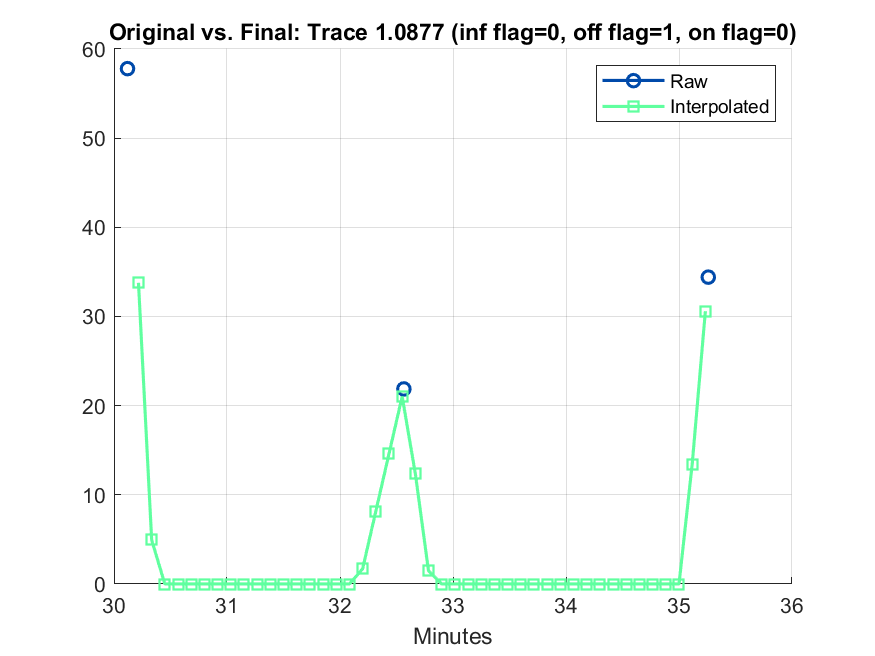 Original vs. Final: Trace 1.0877 (inf flag=0, off flag=1, on flag=0)
60
50
40
30
20
10
0
Raw
Interpolated
30 31 32 33 34 35 36
Minutes